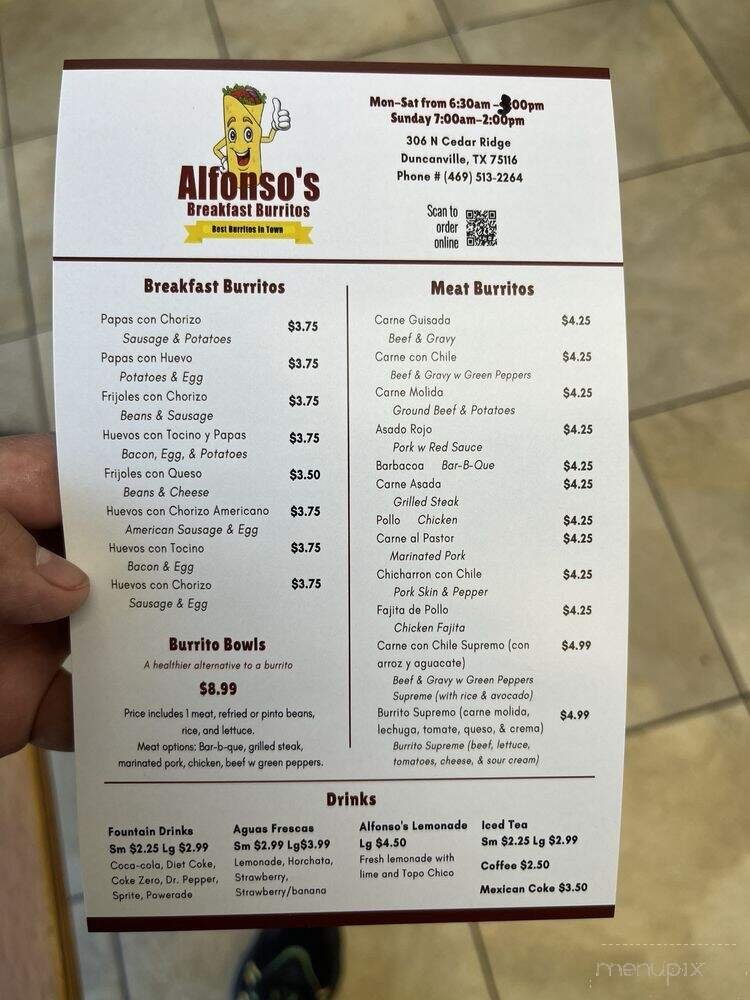 Alfonso's
Breakfast Burritos
Best Burritos In Town
Mon-Sat from 6:30am -3:00pm
Sunday 7:00am-2:00pm
306 N Cedar Ridge
Duncanville, TX 75116
Phone # (469) 513-2264
Scan to
order
online
Breakfast Burritos
Papas con Chorizo $3.75
Sausage & Potatoes
Papas con Huevo $3.75
Potatoes & Egg
Frijoles con Chorizo $3.75
Beans & Sausage
Huevos con Tocino y Papas $3.75
Bacon, Egg, & Potatoes
Frijoles con Queso $3.50
Beans & Cheese
Huevos con Chorizo Americano $3.75
American Sausage & Egg
Huevos con Tocino $3.75
Bacon & Egg
Huevos con Chorizo $3.75
Sausage & Egg
Burrito Bowls
A healthier alternative to a burrito
$8.99
Price includes 1 meat, refried or pinto beans,
rice, and lettuce.
Meat options: Bar-b-que, grilled steak,
marinated pork, chicken, beef w green peppers.
Meat Burritos
Carne Guisada $4.25
Beef & Gravy
Carne con Chile $4.25
Beef & Gravy w Green Peppers
Carne Molida $4.25
Ground Beef & Potatoes
Asado Rojo $4.25
Pork w Red Sauce
Barbacoa Bar-B-Que $4.25
Carne Asada $4.25
Grilled Steak
Pollo Chicken $4.25
Carne al Pastor $4.25
Marinated Pork
Chicharron con Chile $4.25
Pork Skin & Pepper
Fajita de Pollo $4.25
Chicken Fajita
Carne con Chile Supremo (con $4.99
arroz y aguacate)
Beef & Gravy w Green Peppers
Supreme (with rice & avocado)
Burrito Supremo (carne molida, $4.99
lechuga, tomate, queso, & crema)
Burrito Supreme (beef, lettuce,
tomatoes, cheese, & sour cream)
Drinks
Fountain Drinks
Sm $2.25 Lg $2.99
Coca-cola, Diet Coke,
Coke Zero, Dr. Pepper,
Sprite, Powerade
Aguas Frescas
Sm $2.99 Lg$3.99
Lemonade, Horchata,
Strawberry,
Strawberry/banana
Alfonso's Lemonade
Lg $4.50
Fresh lemonade with
lime and Topo Chico
Iced Tea
Sm $2.25 Lg $2.99
Coffee $2.50
Mexican Coke $3.50
menupix